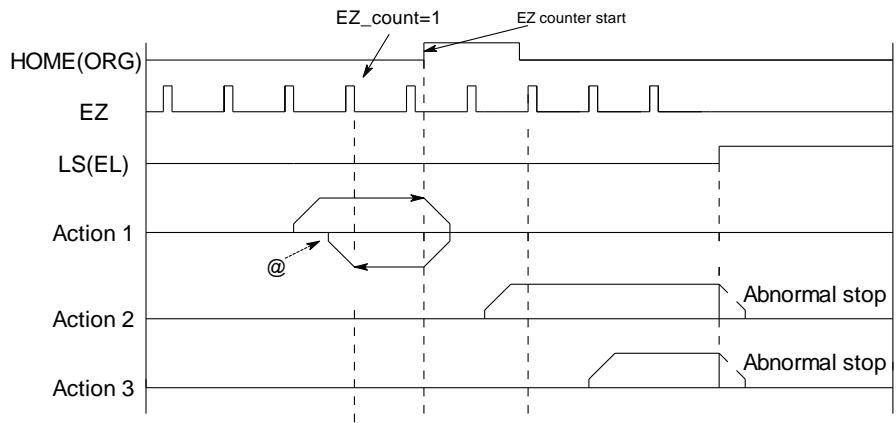 EZ_count=1
EZ counter start
HOME(ORG)
EZ
LS(EL)
Action 1
@
Abnormal stop
Action 2
Abnormal stop
Action 3